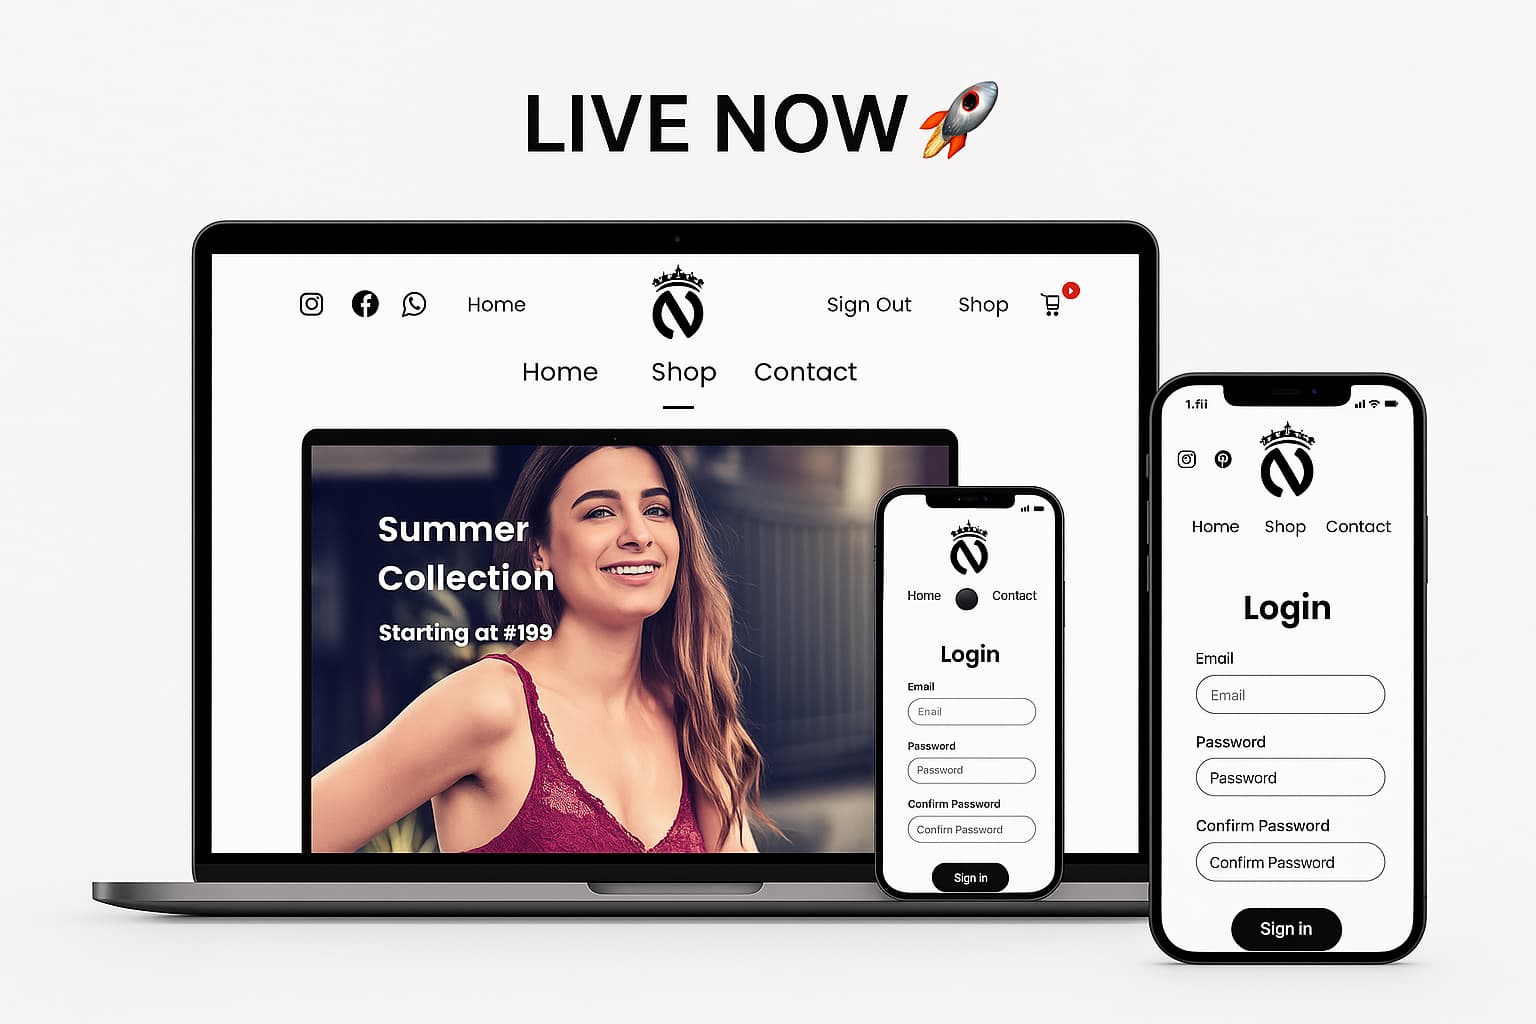 LIVE NOW🚀
Home
Sign Out
Shop
Home Shop Contact
Summer
Collection
Starting at #199
Home Contact
Login
Email
Enail
Password
Password
Confirm Password
Confirn Password
Sign in
1.fii
Home Shop Contact
Login
Email
Email
Password
Password
Confirm Password
Confirm Password
Sign in